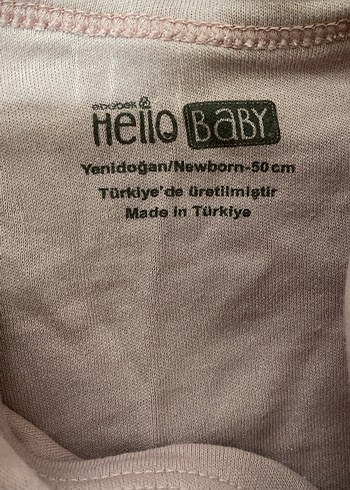 ebebek
Hello BABY
Yenidoğan/Newborn-50 cm
Türkiye'de üretilmiştir
Made in Türkiye